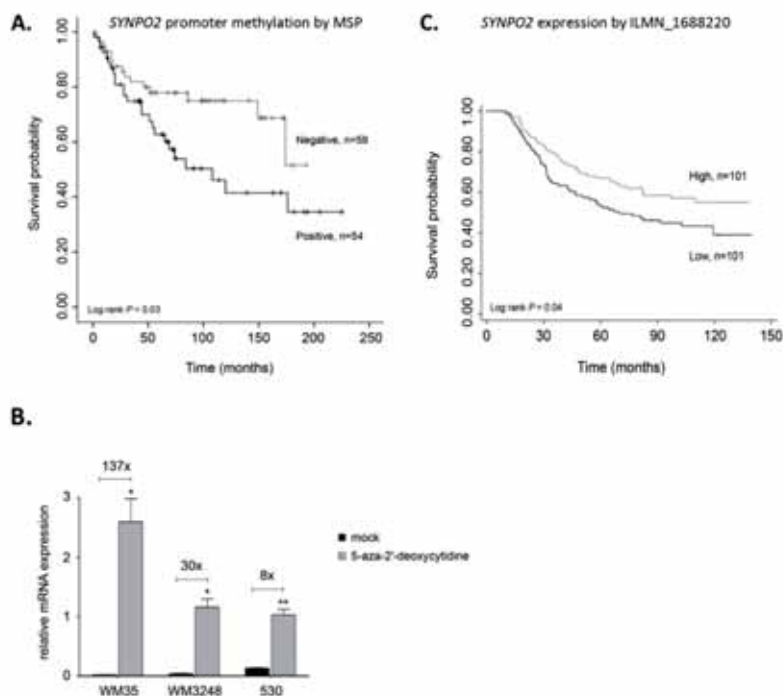 A.
SYNPO2 promoter methylation by MSP
Survival probability
1.00
0.80
0.60
0.40
0.20
0.00
Negative, n=58
Positive, n=54
Log rank P = 0.03
0 50 100 150 200 250
Time (months)
C.
SYNPO2 expression by ILMN_1688220
Survival probability
1.00
0.80
0.60
0.40
0.20
0.00
High, n=101
Low, n=101
Log rank P = 0.04
0 30 60 90 120 150
Time (months)
B.
relative mRNA expression
3
2
1
0
137x
*
30x
*
8x
**
mock
5-aza-2'-deoxycytidine
WM35 WM3248 530